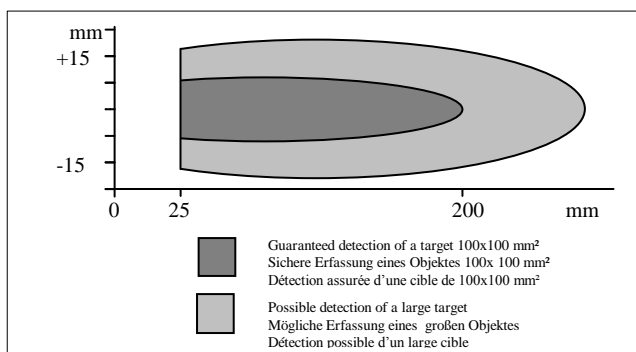 mm
+15
-15
0 25 200 mm
Guaranteed detection of a target 100x100 mm²
Sichere Erfassung eines Objektes 100x 100 mm²
Détection assurée d'une cible de 100x100 mm²
Possible detection of a large target
Mögliche Erfassung eines großen Objektes
Détection possible d'un large cible